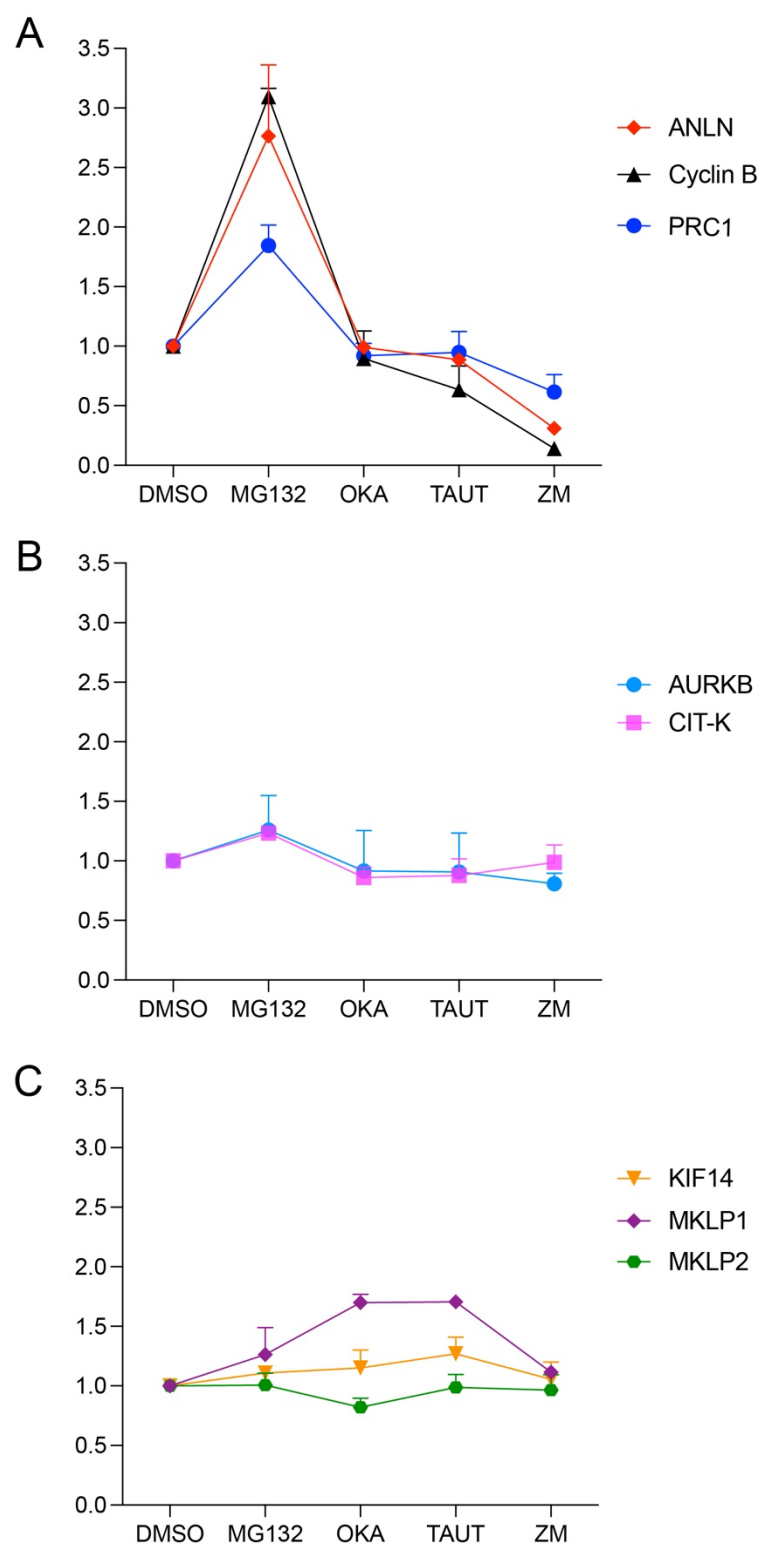 A
3.5
3.0
2.5
2.0
1.5
1.0
0.5
0.0
DMSO MG132 OKA TAUT ZM
ANLN
Cyclin B
PRC1
B
3.5
3.0
2.5
2.0
1.5
1.0
0.5
0.0
DMSO MG132 OKA TAUT ZM
AURKB
CIT-K
C
3.5
3.0
2.5
2.0
1.5
1.0
0.5
0.0
DMSO MG132 OKA TAUT ZM
KIF14
MKLP1
MKLP2